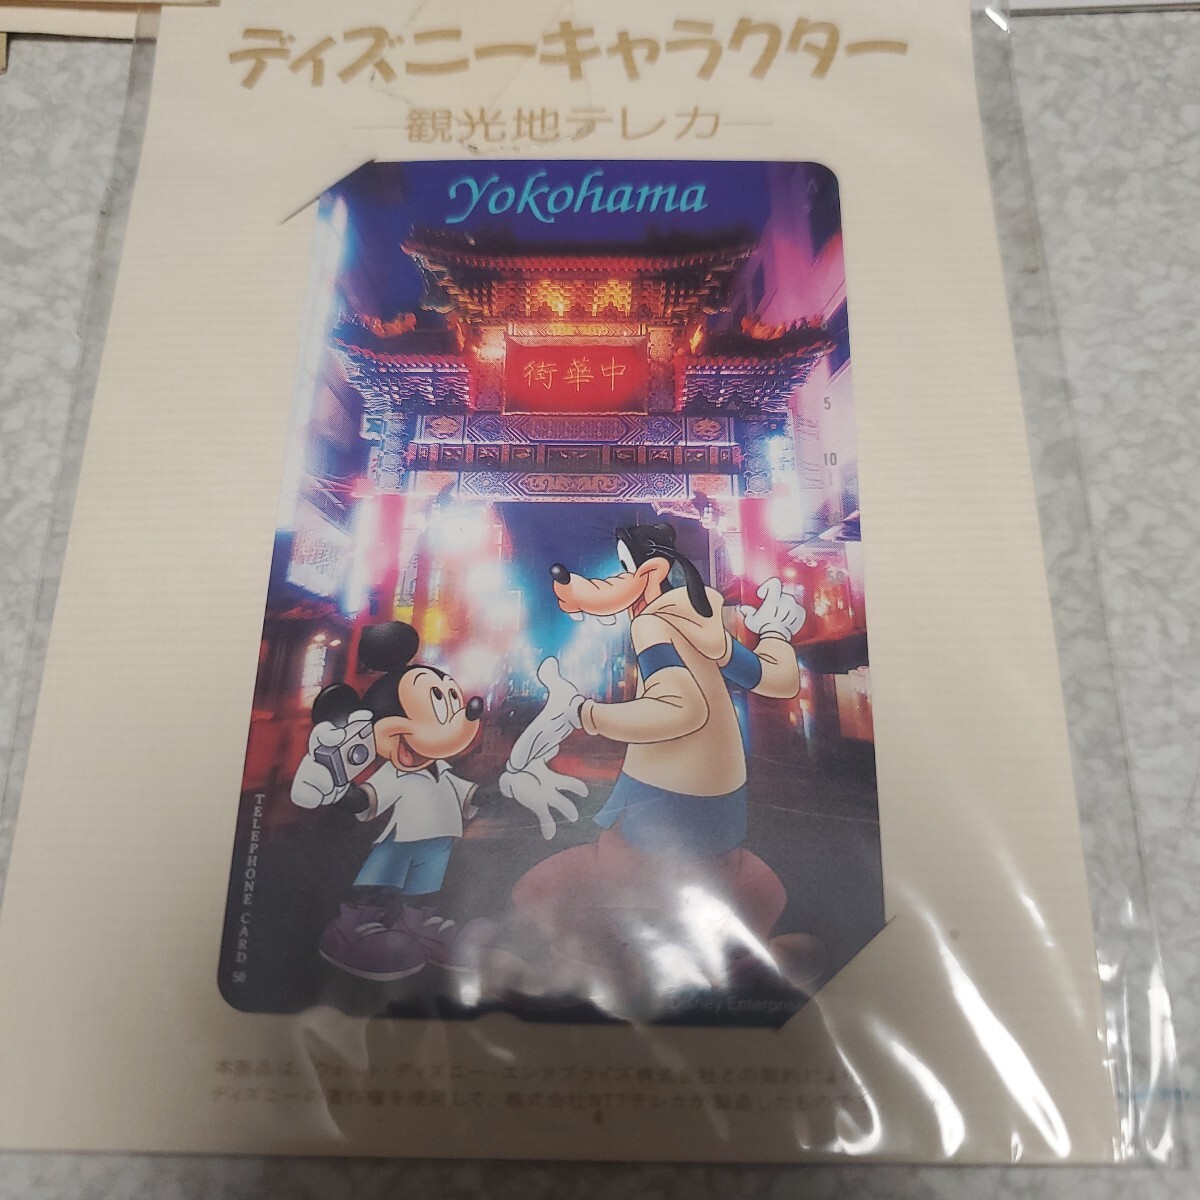 ディズニーキャラクター
観光地テレカ
Yokohama
街華中
5
10
50
TELEPHONE CARD 50
Disney Enterpri
本商品は、ウォルト・ディズニー・エンタプライズ株式会社との契約により
ディズニーの著作権を使用して、株式会社NTTテレカが製造したもので